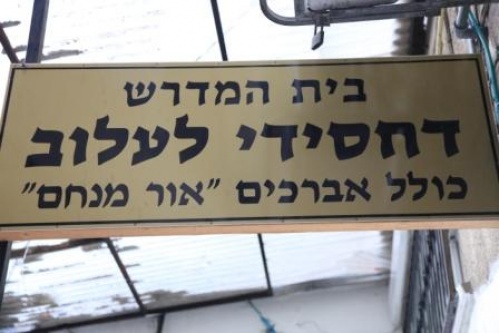 בית המדרש
דחסידי לעלוב
כולל אברכים "אור מנחם"